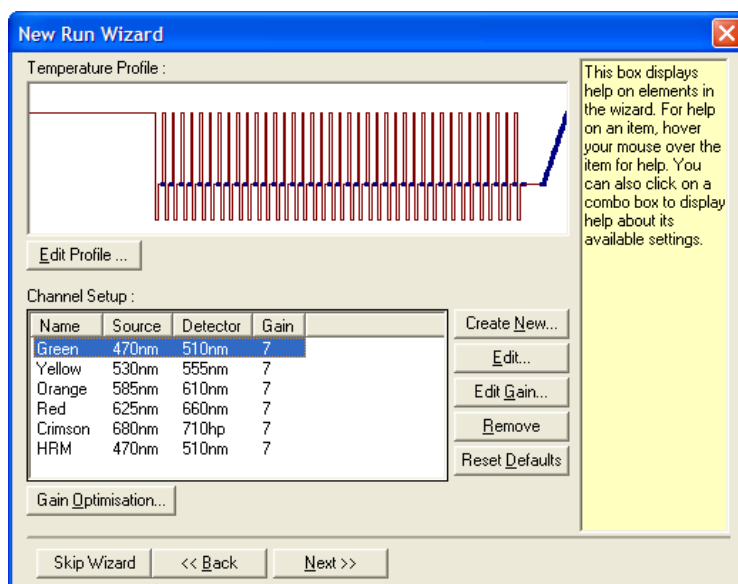 New Run Wizard
Temperature Profile :
Edit Profile ...
Channel Setup :
Name Source Detector Gain
Green 470nm 510nm 7
Yellow 530nm 555nm 7
Orange 585nm 610nm 7
Red 625nm 660nm 7
Crimson 680nm 710hp 7
HRM 470nm 510nm 7
Create New...
Edit...
Edit Gain...
Remove
Reset Defaults
Gain Optimisation...
Skip Wizard << Back Next >>
This box displays
help on elements in
the wizard. For help
on an item, hover
your mouse over the
item for help. You
can also click on a
combo box to display
help about its
available settings.